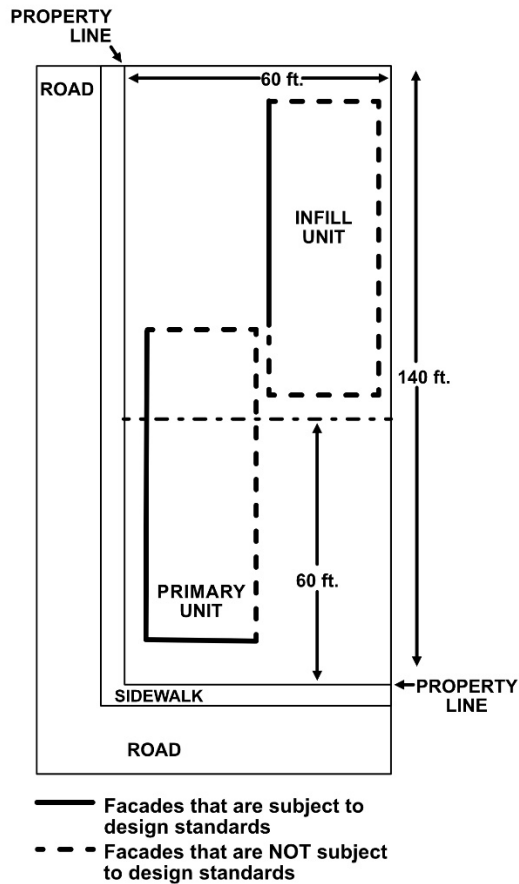 PROPERTY
LINE
ROAD
60 ft.
INFILL
UNIT
140 ft.
60 ft.
PRIMARY
UNIT
PROPERTY
LINE
SIDEWALK
ROAD
Facades that are subject to
design standards
Facades that are NOT subject
to design standards